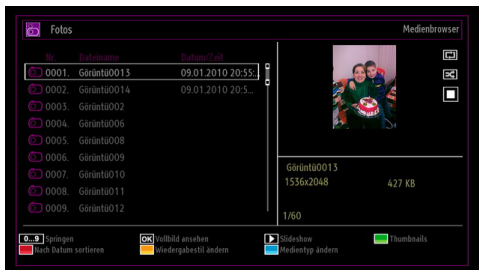 Fotos
Medienbrowser
Nr. Dateiname Datum/Zeit
0001. Görüntü0013 09.01.2010 20:55:..
0002. Görüntü0014 09.01.2010 20:5...
0003. Görüntü002
0004. Görüntü006
0005. Görüntü008
0006. Görüntü009
0007. Görüntü010
0008. Görüntü011
0009. Görüntü012
Görüntü0013
1536x2048 427 KB
1/60
0...9 Springen OK Vollbild ansehen Slideshow Thumbnails
Nach Datum sortieren Wiedergabestil ändern Medientyp ändern